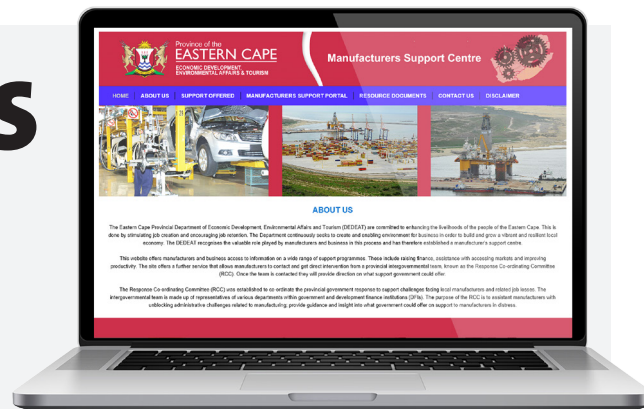 s
Province of the
EASTERN CAPE
ECONOMIC DEVELOPMENT,
ENVIRONMENTAL AFFAIRS & TOURISM
Manufacturers Support Centre
HOME ABOUT US SUPPORT OFFERED MANUFACTURERS SUPPORT PORTAL RESOURCE DOCUMENTS CONTACT US DISCLAIMER
ABOUT US
The Eastern Cape Provincial Department of Economic Development, Environmental Affairs and Tourism (DEDEAT) are committed to enhancing the livelihoods of the people of the Eastern Cape. This is
done by stimulating job creation and encouraging job retention. The Department continuously seeks to create and enabling environment for business in order to build and grow a vibrant and resilient local
economy. The DEDEAT recognises the valuable role played by manufacturers and business in this process and has therefore established a manufacturer's support centre.
This website offers manufacturers and business access to information on a wide range of support programmes. These include raising finance, assistance with accessing markets and improving
productivity. The site offers a further service that allows manufacturers to contact and get direct intervention from a provincial intergovernmental team, known as the Response Co-ordinating Committee
(RCC). Once the team is contacted they will provide direction on what support government could offer.
The Response Co-ordinating Committee (RCC) was established to co-ordinate the provincial government response to support challenges facing local manufacturers and related job losses. The
intergovernmental team is made up of representatives of various departments within government and development finance institutions (DFIs). The purpose of the RCC is to assistant manufacturers with
unblocking administrative challenges related to manufacturing, provide guidance and insight into what government could offer on support to manufacturers in distress.